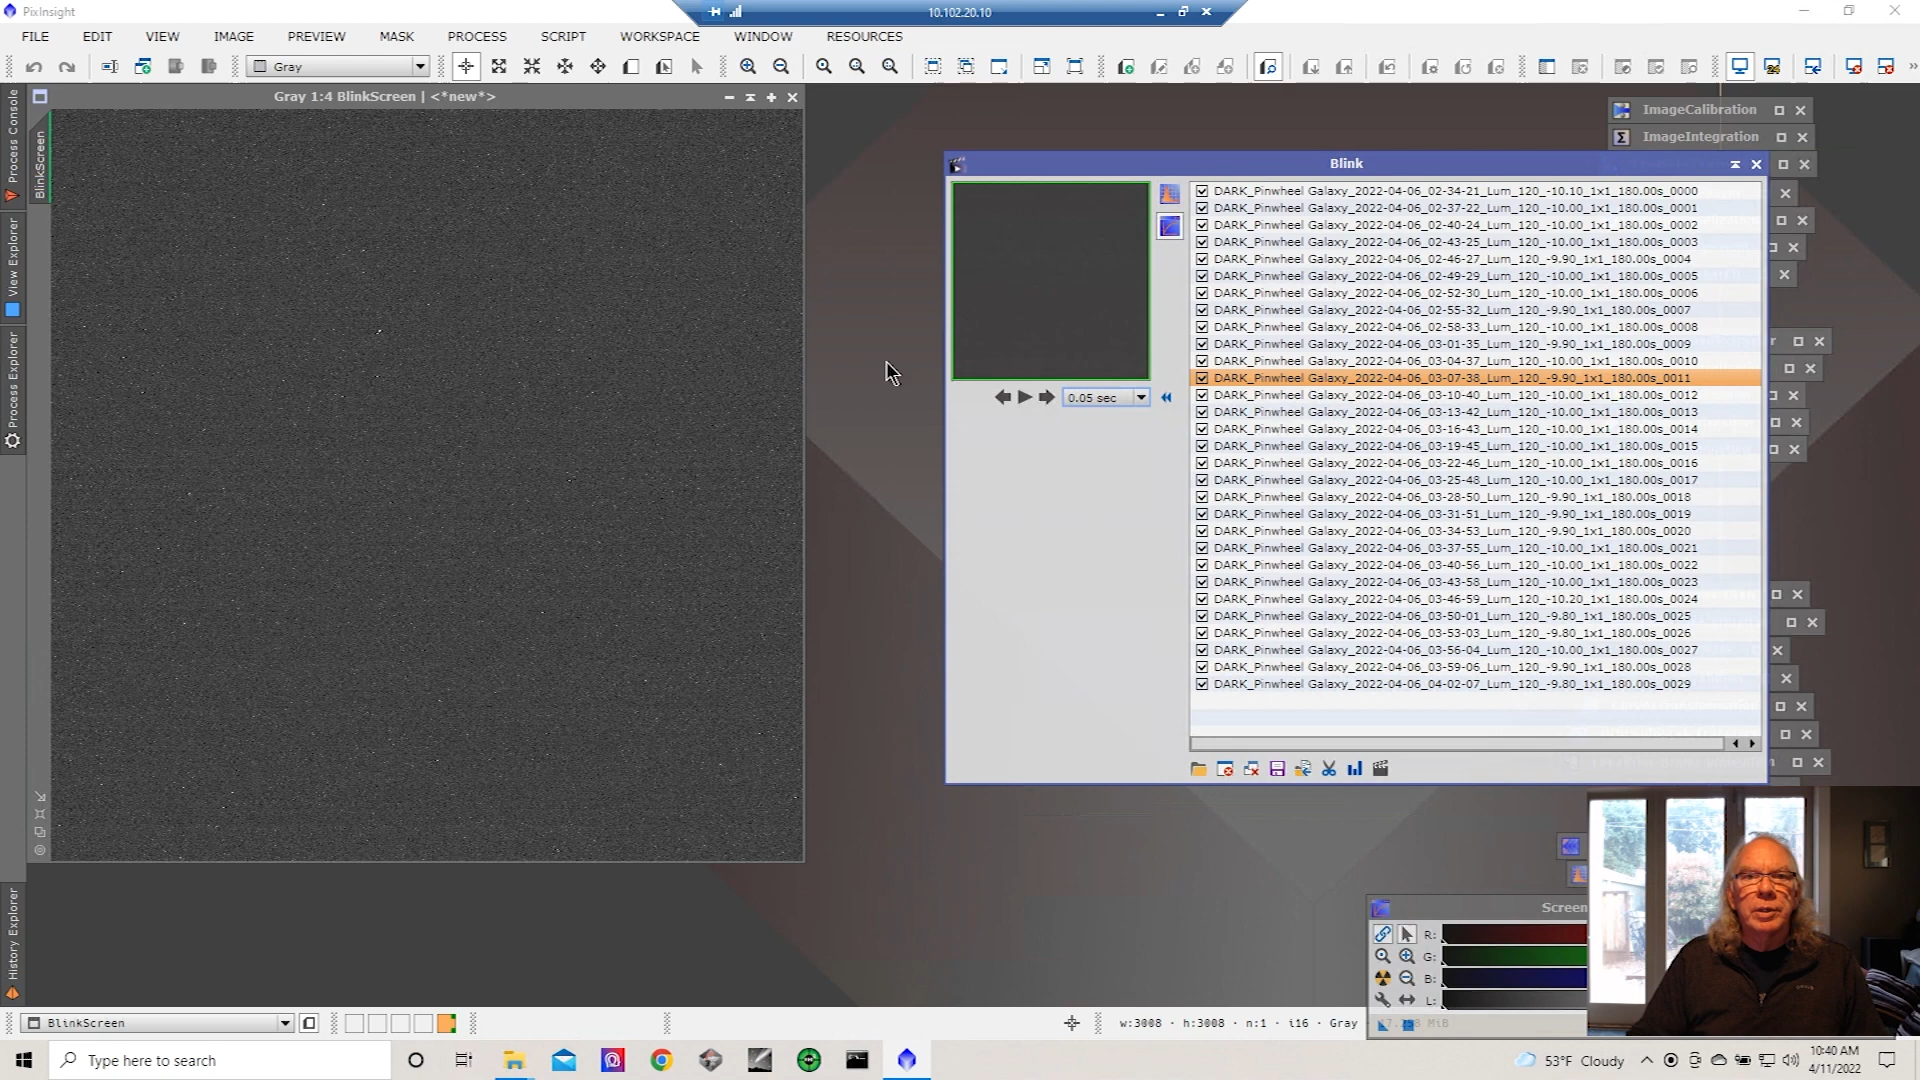 PixInsight
10.102.20.10
FILE EDIT VIEW IMAGE PREVIEW MASK PROCESS SCRIPT WORKSPACE WINDOW RESOURCES
Gray
Gray 1:4 BlinkScreen | <*new*>
Process Console
View Explorer
Process Explorer
History Explorer
BlinkScreen
ImageCalibration
ImageIntegration
Blink
0.05 sec
DARK_Pinwheel Galaxy_2022-04-06_02-34-21_Lum_120_-10.10_1x1_180.00s_0000
DARK_Pinwheel Galaxy_2022-04-06_02-37-22_Lum_120_-10.00_1x1_180.00s_0001
DARK_Pinwheel Galaxy_2022-04-06_02-40-24_Lum_120_-10.00_1x1_180.00s_0002
DARK_Pinwheel Galaxy_2022-04-06_02-43-25_Lum_120_-10.00_1x1_180.00s_0003
DARK_Pinwheel Galaxy_2022-04-06_02-46-27_Lum_120_-9.90_1x1_180.00s_0004
DARK_Pinwheel Galaxy_2022-04-06_02-49-29_Lum_120_-10.00_1x1_180.00s_0005
DARK_Pinwheel Galaxy_2022-04-06_02-52-30_Lum_120_-10.00_1x1_180.00s_0006
DARK_Pinwheel Galaxy_2022-04-06_02-55-32_Lum_120_-9.90_1x1_180.00s_0007
DARK_Pinwheel Galaxy_2022-04-06_02-58-33_Lum_120_-10.00_1x1_180.00s_0008
DARK_Pinwheel Galaxy_2022-04-06_03-01-35_Lum_120_-9.90_1x1_180.00s_0009
DARK_Pinwheel Galaxy_2022-04-06_03-04-37_Lum_120_-10.00_1x1_180.00s_0010
DARK_Pinwheel Galaxy_2022-04-06_03-07-38_Lum_120_-9.90_1x1_180.00s_0011
DARK_Pinwheel Galaxy_2022-04-06_03-10-40_Lum_120_-10.00_1x1_180.00s_0012
DARK_Pinwheel Galaxy_2022-04-06_03-13-42_Lum_120_-10.00_1x1_180.00s_0013
DARK_Pinwheel Galaxy_2022-04-06_03-16-43_Lum_120_-10.00_1x1_180.00s_0014
DARK_Pinwheel Galaxy_2022-04-06_03-19-45_Lum_120_-10.00_1x1_180.00s_0015
DARK_Pinwheel Galaxy_2022-04-06_03-22-46_Lum_120_-10.00_1x1_180.00s_0016
DARK_Pinwheel Galaxy_2022-04-06_03-25-48_Lum_120_-10.00_1x1_180.00s_0017
DARK_Pinwheel Galaxy_2022-04-06_03-28-50_Lum_120_-9.90_1x1_180.00s_0018
DARK_Pinwheel Galaxy_2022-04-06_03-31-51_Lum_120_-9.90_1x1_180.00s_0019
DARK_Pinwheel Galaxy_2022-04-06_03-34-53_Lum_120_-9.90_1x1_180.00s_0020
DARK_Pinwheel Galaxy_2022-04-06_03-37-55_Lum_120_-10.00_1x1_180.00s_0021
DARK_Pinwheel Galaxy_2022-04-06_03-40-56_Lum_120_-10.00_1x1_180.00s_0022
DARK_Pinwheel Galaxy_2022-04-06_03-43-58_Lum_120_-10.00_1x1_180.00s_0023
DARK_Pinwheel Galaxy_2022-04-06_03-46-59_Lum_120_-10.20_1x1_180.00s_0024
DARK_Pinwheel Galaxy_2022-04-06_03-50-01_Lum_120_-9.80_1x1_180.00s_0025
DARK_Pinwheel Galaxy_2022-04-06_03-53-03_Lum_120_-9.80_1x1_180.00s_0026
DARK_Pinwheel Galaxy_2022-04-06_03-56-04_Lum_120_-10.00_1x1_180.00s_0027
DARK_Pinwheel Galaxy_2022-04-06_03-59-06_Lum_120_-9.90_1x1_180.00s_0028
DARK_Pinwheel Galaxy_2022-04-06_04-02-07_Lum_120_-9.80_1x1_180.00s_0029
Screen
R:
G:
B:
L:
BlinkScreen
w:3008 · h:3008 · n:1 · i16 · Gray · MiB
Type here to search
53°F Cloudy
10:40 AM
4/11/2022